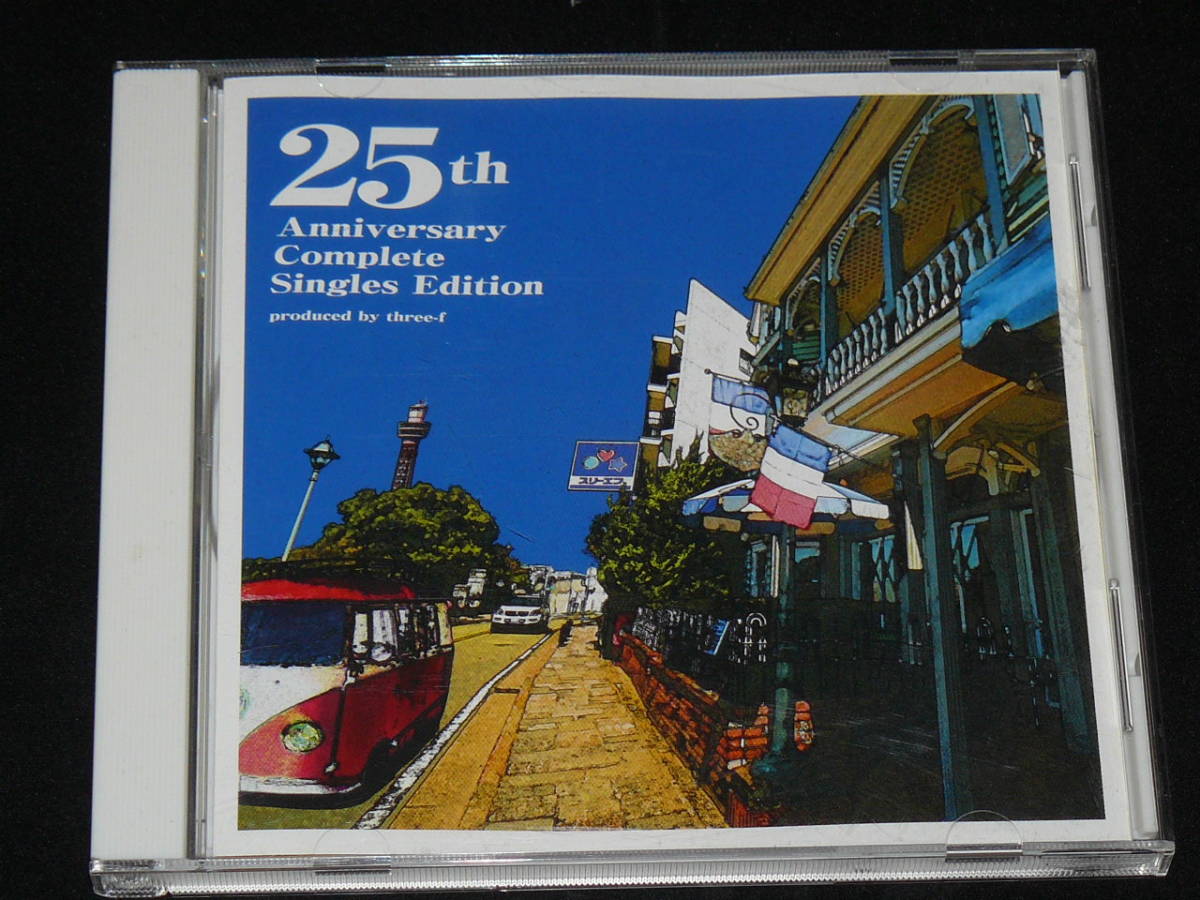 25th
Anniversary
Complete
Singles Edition
produced by three-f
スリーエフ